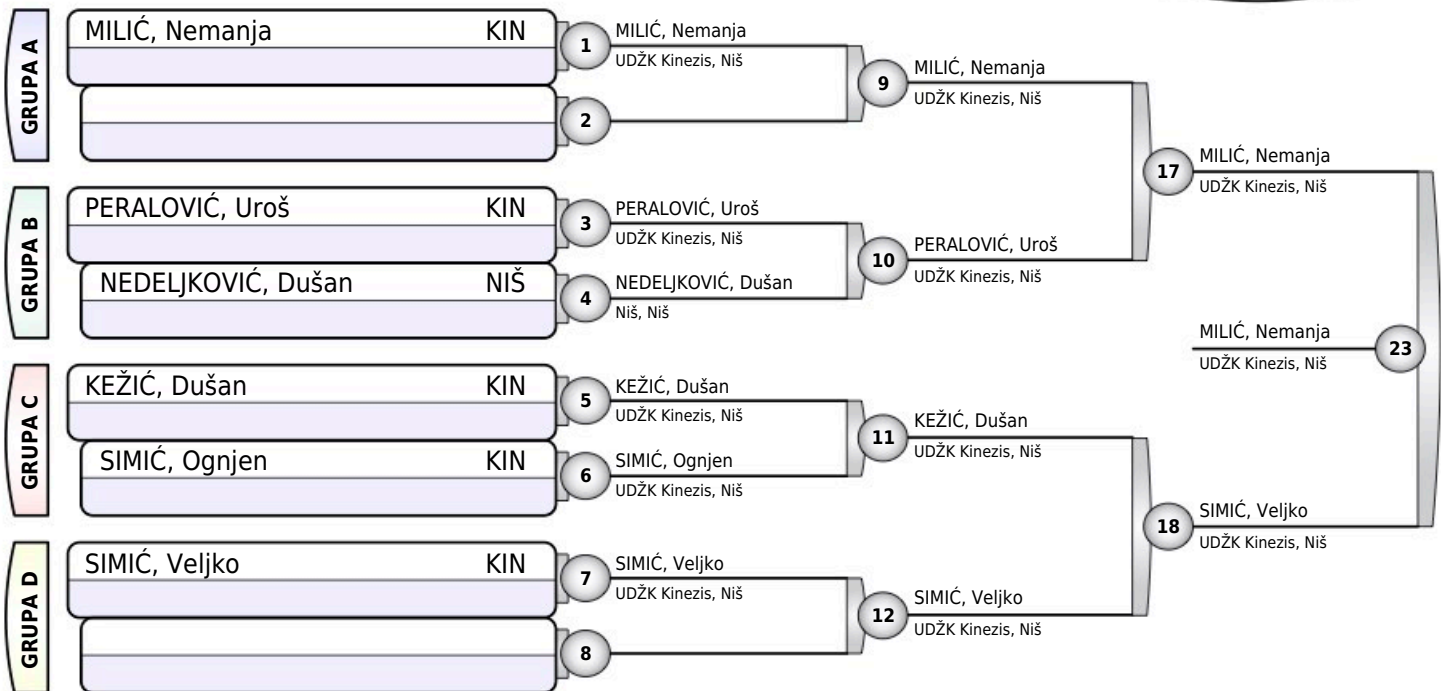 GRUPA A
MILIĆ, Nemanja KIN
1
MILIĆ, Nemanja
UDŽK Kinezis, Niš
2
9
MILIĆ, Nemanja
UDŽK Kinezis, Niš
GRUPA B
PERALOVIĆ, Uroš KIN
3
PERALOVIĆ, Uroš
UDŽK Kinezis, Niš
NEDELJKOVIĆ, Dušan NIŠ
4
NEDELJKOVIĆ, Dušan
Niš, Niš
10
PERALOVIĆ, Uroš
UDŽK Kinezis, Niš
17
MILIĆ, Nemanja
UDŽK Kinezis, Niš
GRUPA C
KEŽIĆ, Dušan KIN
5
KEŽIĆ, Dušan
UDŽK Kinezis, Niš
SIMIĆ, Ognjen KIN
6
SIMIĆ, Ognjen
UDŽK Kinezis, Niš
11
KEŽIĆ, Dušan
UDŽK Kinezis, Niš
GRUPA D
SIMIĆ, Veljko KIN
7
SIMIĆ, Veljko
UDŽK Kinezis, Niš
8
12
SIMIĆ, Veljko
UDŽK Kinezis, Niš
18
SIMIĆ, Veljko
UDŽK Kinezis, Niš
MILIĆ, Nemanja
UDŽK Kinezis, Niš
23